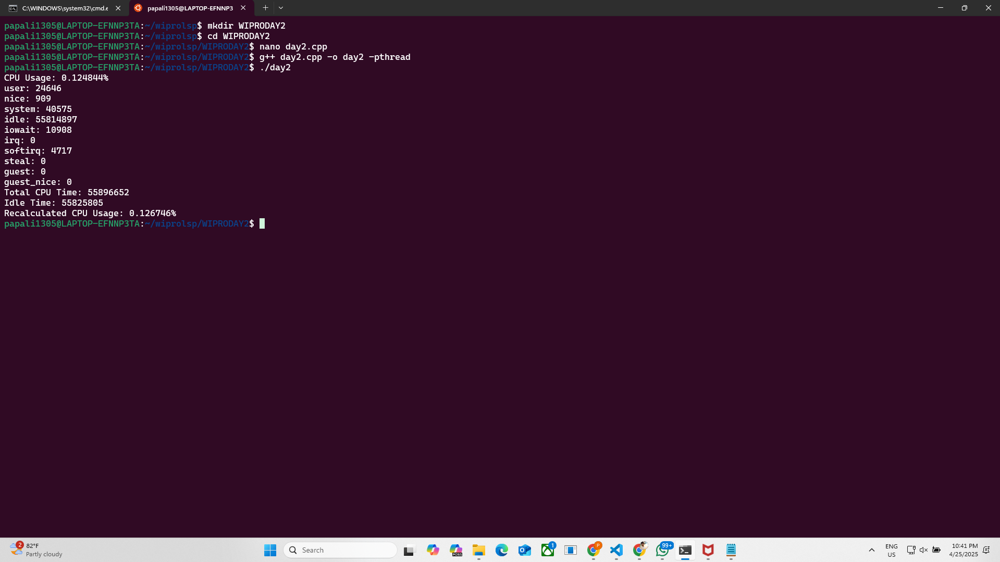 C:\WINDOWS\system32\cmd.e
papali1305@LAPTOP-EFNNP3
papali1305@LAPTOP-EFNNP3TA:~/wiprolsp$ mkdir WIPRODAY2
papali1305@LAPTOP-EFNNP3TA:~/wiprolsp$ cd WIPRODAY2
papali1305@LAPTOP-EFNNP3TA:~/wiprolsp/WIPRODAY2$ nano day2.cpp
papali1305@LAPTOP-EFNNP3TA:~/wiprolsp/WIPRODAY2$ g++ day2.cpp -o day2 -pthread
papali1305@LAPTOP-EFNNP3TA:~/wiprolsp/WIPRODAY2$ ./day2
CPU Usage: 0.124844%
user: 24646
nice: 909
system: 40575
idle: 55814897
iowait: 10908
irq: 0
softirq: 4717
steal: 0
guest: 0
guest_nice: 0
Total CPU Time: 55896652
Idle Time: 55825805
Recalculated CPU Usage: 0.126746%
papali1305@LAPTOP-EFNNP3TA:~/wiprolsp/WIPRODAY2$
2
82°F
Partly cloudy
Search
M365
1
P
99+
ENG
US
10:41 PM
4/25/2025